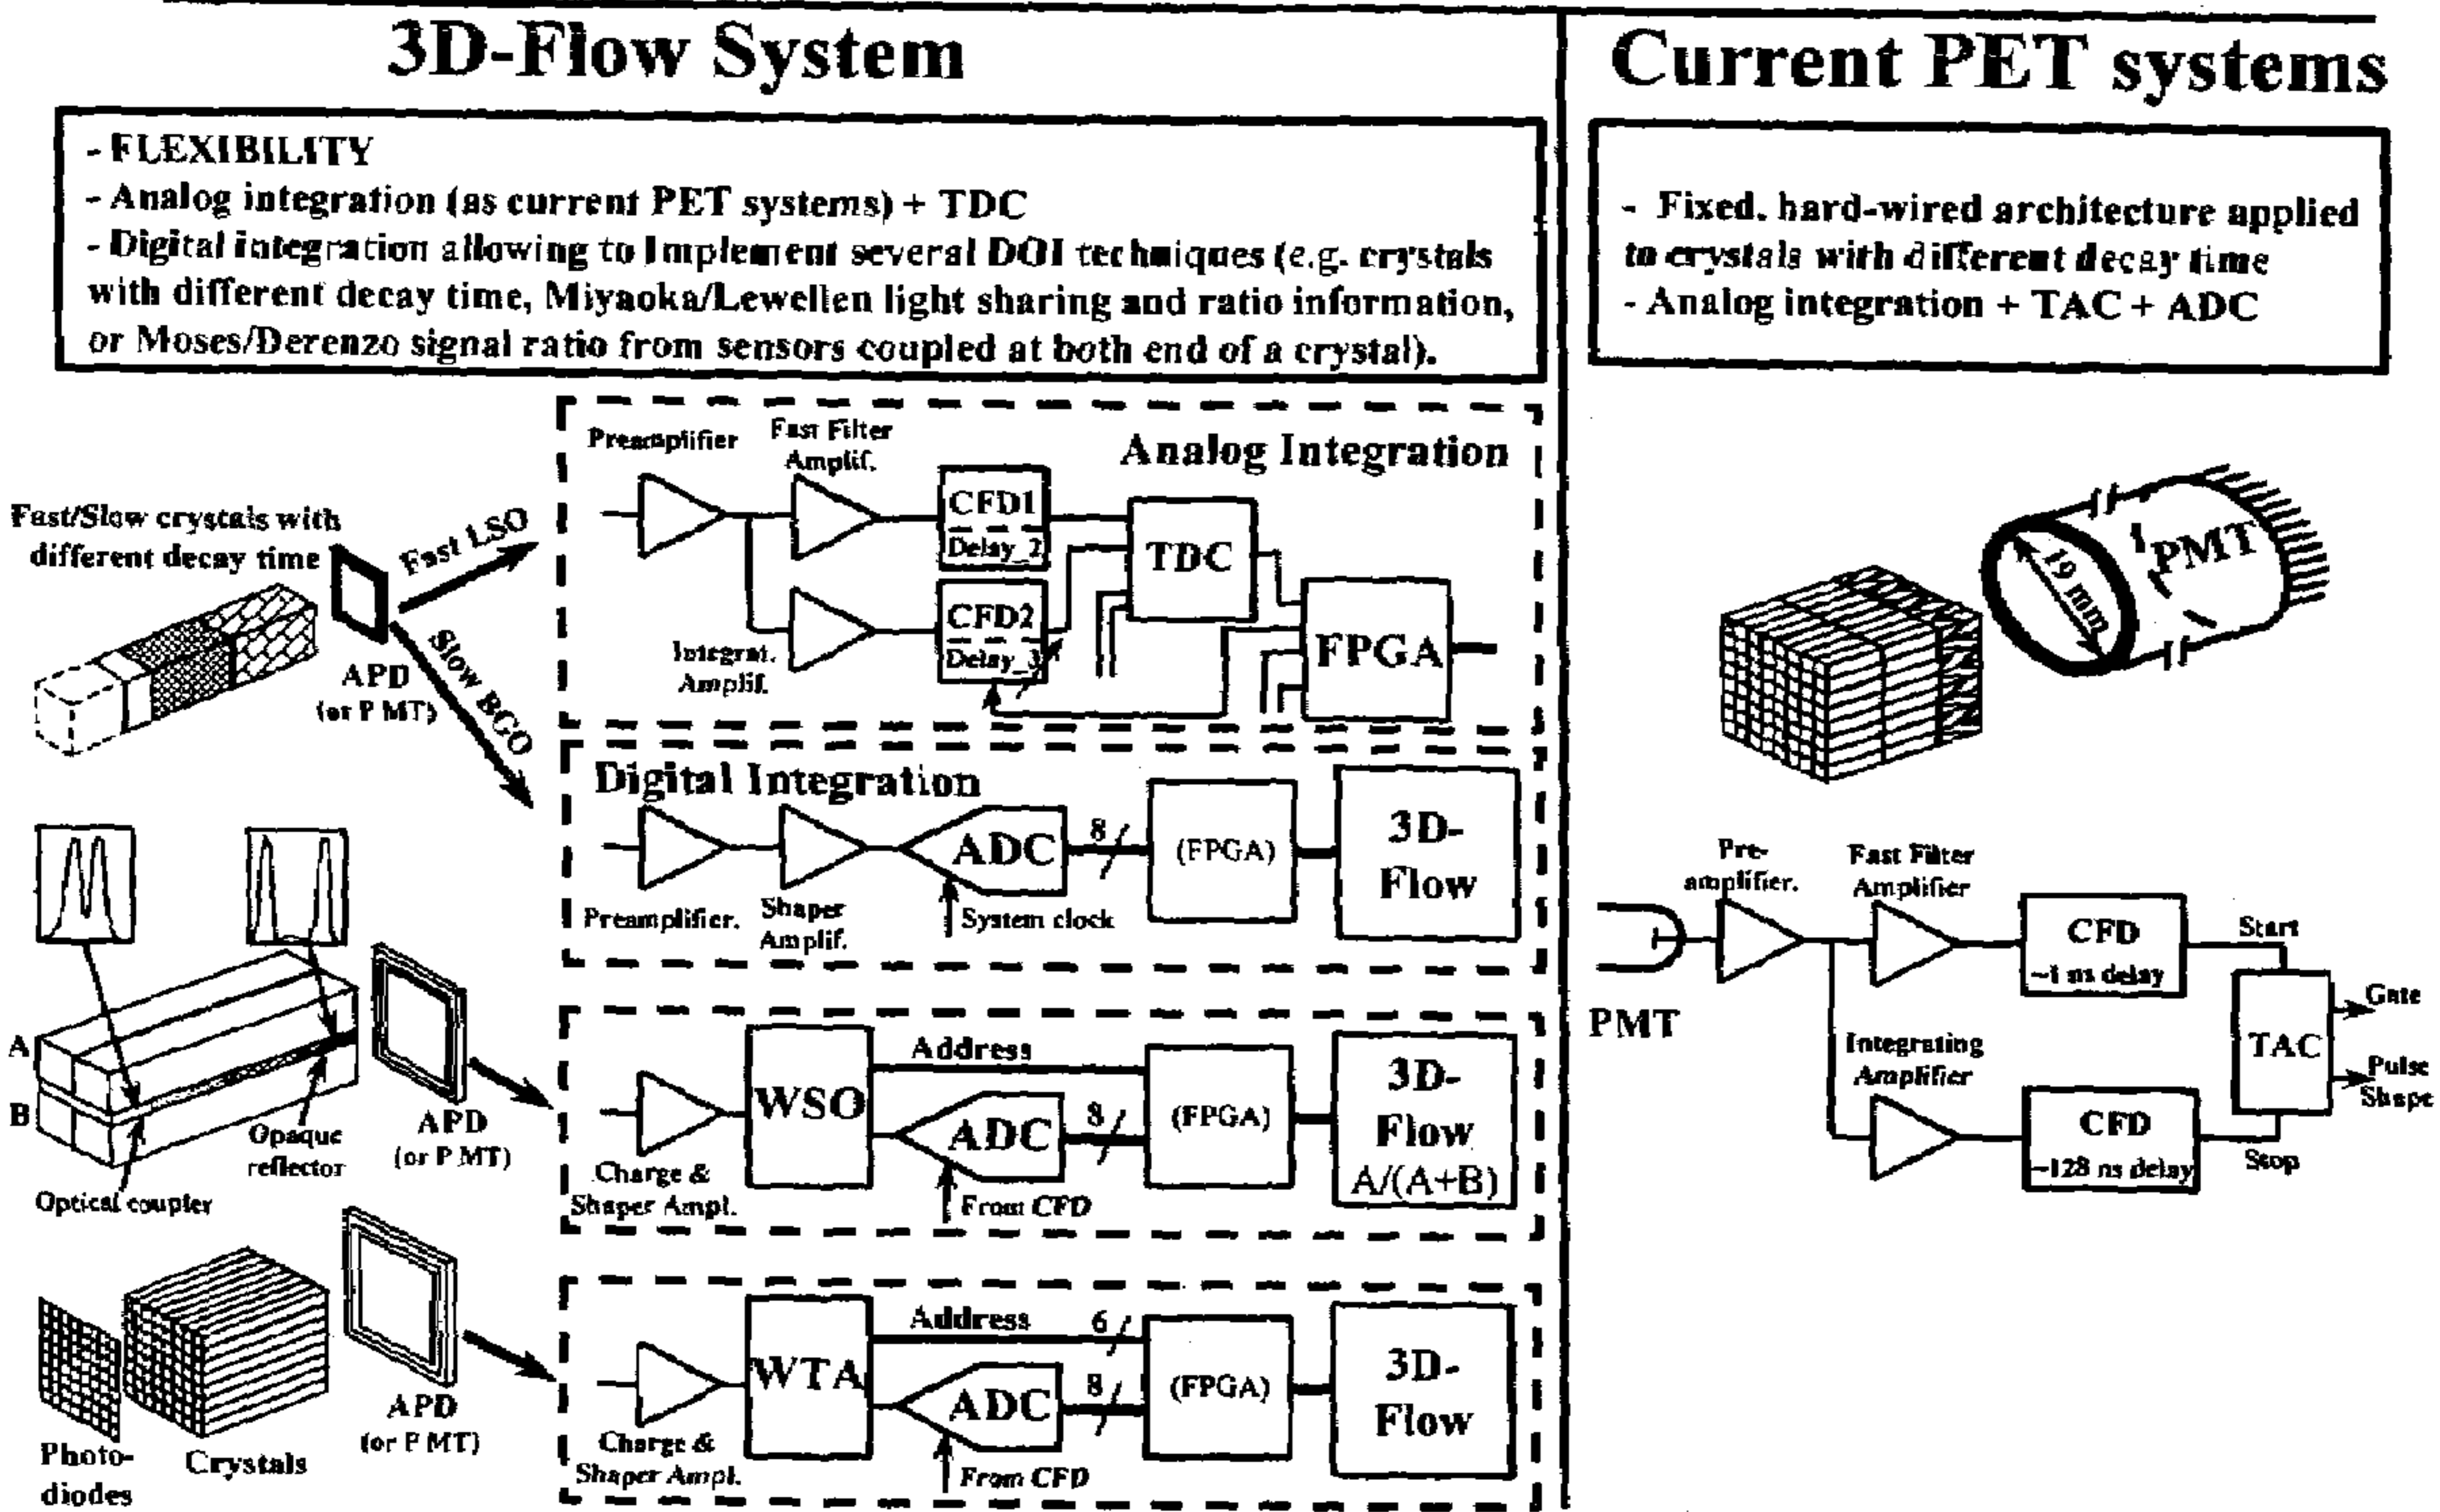 3D-Flow System
- FLEXIBILITY
- Analog integration (as current PET systems) + TDC
- Digital integration allowing to Implement several DOI techniques (e.g. crystals
with different decay time, Miyaoka/Lewellen light sharing and ratio information,
or Moses/Derenzo signal ratio from sensors coupled at both end of a crystal).
Current PET systems
- Fixed. hard-wired architecture applied
to crystals with different decay time
- Analog integration + TAC + ADC
Fast/Slow crystals with
different decay time
Fast LSO
Slow BGO
APD
(or PMT)
Preamplifier
Fast Filter
Amplif.
Analog Integration
CFD1
Delay_2
TDC
CFD2
Delay_3
Integrat.
Amplif.
FPGA
Digital Integration
ADC
8
(FPGA)
3D-
Flow
Preamplifier.
Shaper
Amplif.
System clock
A
B
Optical coupler
Opaque
reflector
APD
(or PMT)
WSO
Address
ADC
8
(FPGA)
3D-
Flow
A/(A+B)
Charge &
Shaper Ampl.
From CFD
Photo-
diodes
Crystals
APD
(or PMT)
WTA
Address
6
ADC
8
(FPGA)
3D-
Flow
Charge &
Shaper Ampl.
From CFD
19 mm
PMT
PMT
Pre-
amplifier.
Fast Filter
Amplifier
CFD
~1 ns delay
Start
TAC
Gate
Pulse
Shape
Integrating
Amplifier
CFD
~128 ns delay
Stop